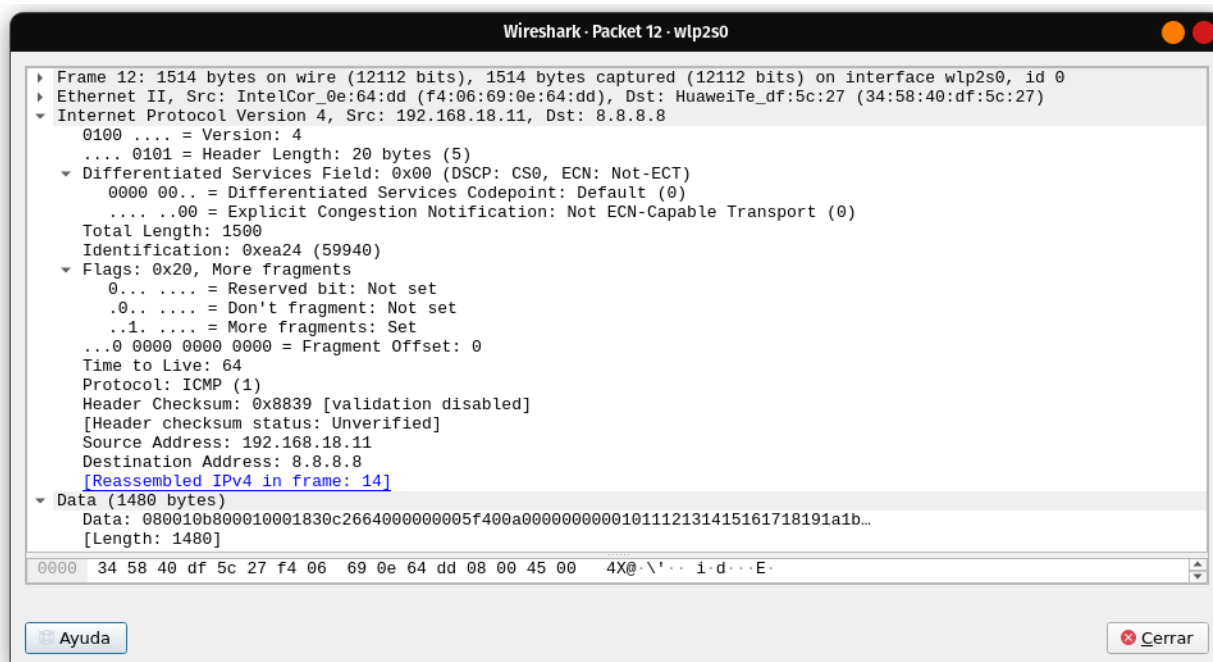 Wireshark · Packet 12 · wlp2s0
Frame 12: 1514 bytes on wire (12112 bits), 1514 bytes captured (12112 bits) on interface wlp2s0, id 0
Ethernet II, Src: IntelCor_0e:64:dd (f4:06:69:0e:64:dd), Dst: HuaweiTe_df:5c:27 (34:58:40:df:5c:27)
Internet Protocol Version 4, Src: 192.168.18.11, Dst: 8.8.8.8
0100 .... = Version: 4
.... 0101 = Header Length: 20 bytes (5)
Differentiated Services Field: 0x00 (DSCP: CS0, ECN: Not-ECT)
0000 00.. = Differentiated Services Codepoint: Default (0)
.... ..00 = Explicit Congestion Notification: Not ECN-Capable Transport (0)
Total Length: 1500
Identification: 0xea24 (59940)
Flags: 0x20, More fragments
0... .... = Reserved bit: Not set
.0.. .... = Don't fragment: Not set
..1. .... = More fragments: Set
...0 0000 0000 0000 = Fragment Offset: 0
Time to Live: 64
Protocol: ICMP (1)
Header Checksum: 0x8839 [validation disabled]
[Header checksum status: Unverified]
Source Address: 192.168.18.11
Destination Address: 8.8.8.8
[Reassembled IPv4 in frame: 14]
Data (1480 bytes)
Data: 080010b800010001830c2664000000005f400a0000000000101112131415161718191a1b…
[Length: 1480]
0000 34 58 40 df 5c 27 f4 06 69 0e 64 dd 08 00 45 00 4X@·\'·· i·d···E·
Ayuda
Cerrar